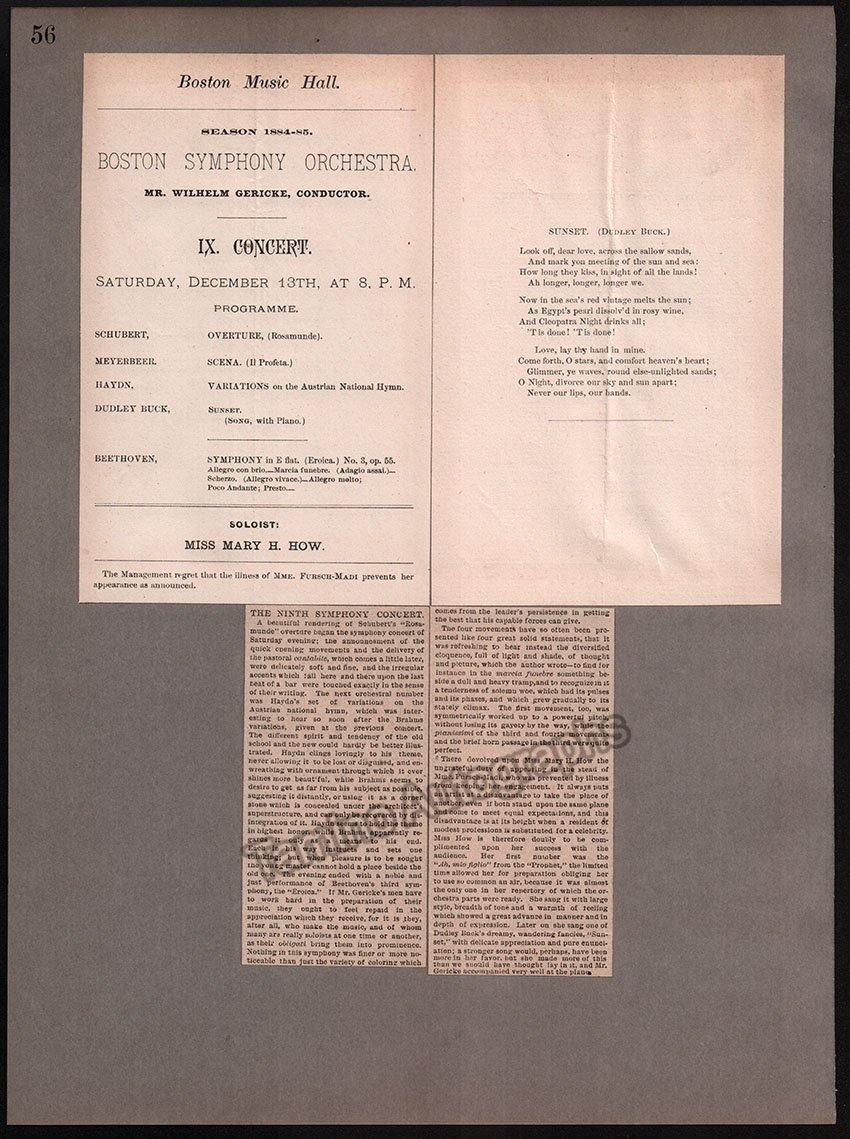 56
Boston Music Hall.
SEASON 1884-85.
BOSTON SYMPHONY ORCHESTRA,
MR. WILHELM GERICKE, CONDUCTOR.
IX. CONCERT.
SATURDAY, DECEMBER 13TH, AT 8. P. M.
PROGRAMME.
SCHUBERT, OVERTURE, (Rosamunde).
MEYERBEER. SCENA. (Il Profeta.)
HAYDN, VARIATIONS on the Austrian National Hymn.
DUDLEY BUCK, SUNSET.
(SONG, with Piano.)
BEETHOVEN, SYMPHONY in E flat. (Eroica.) No. 3, op. 55.
Allegro con brio.—Marcia funebre. (Adagio assai.)—
Scherzo. (Allegro vivace.)—Allegro molto;
Poco Andante; Presto.—
SOLOIST:
MISS MARY H. HOW.
The Management regret that the illness of MME. FURSCH-MADI prevents her
appearance as announced.
SUNSET. (DUDLEY BUCK.)
Look off, dear love, across the sallow sands,
And mark you meeting of the sun and sea:
How long they kiss, in sight of all the lands!
Ah longer, longer, longer we.
Now in the sea's red vintage melts the sun;
As Egypt's pearl dissolv'd in rosy wine,
And Cleopatra Night drinks all;
'T is done! 'T is done!
Love, lay thy hand in mine.
Come forth, O stars, and comfort heaven's heart;
Glimmer, ye waves, round else-unlighted sands;
O Night, divorce our sky and sun apart;
Never our lips, our hands.
THE NINTH SYMPHONY CONCERT.
A beautiful rendering of Schubert's "Rosa-
munde" overture began the symphony concert of
Saturday evening; the announcement of the
quick opening movements and the delivery of
the pastoral cantabile, which comes a little later,
were delicately soft and fine, and the irregular
accents which fall here and there upon the last
beat of a bar were touched exactly in the sense
of their writing. The next orchestral number
was Haydn's set of variations on the
Austrian national hymn, which was inter-
esting to hear so soon after the Brahms
variations, given at the previous concert.
The different spirit and tendency of the old
school and the new could hardly be better illus-
trated. Haydn clings lovingly to his theme,
never allowing it to be lost or disguised, and en-
wreathing with ornament through which it ever
shines more beautiful, while Brahms seems to
desire to get as far from his subject as possible,
suggesting it distantly, or using it as a
stone which is concealed under the architect's
superstructure, and can
integration of it. Haydn seems to hold the theme
in highest honor, while
his end.
and sets one
thinking pleasure is to be sought
master cannot hold a place beside the
old The evening ended with a noble and
just performance of Beethoven's third sym-
phony, the "Eroica." If Mr. Gericke's men have
to work hard in the preparation of their
music, they ought to feel repaid in the
appreciation which they receive, for it is they,
after all, who make the music, and of whom
many are really soloists at one time or another,
as their obligati bring them into prominence.
Nothing in this symphony was finer or more no-
ticeable than just the variety of coloring which
comes from the leader's persistence in getting
the best that his capable forces can give.
The four movements have so often been pre-
sented like four great solid statements, that it
was refreshing to hear instead the diversified
eloquence, full of light and shade, of thought
and picture, which the author wrote—to find for
instance in the marcia funebre something be-
side a dull and heavy tramp, and to recognize in it
a tenderness of solemn woe, which had its pulses
and its phases, and which grew gradually to its
stately climax. The first movement, too, was
symmetrically worked up to a powerful pitch
without losing its gayety by the way, while the
pianissimi of the third and fourth
and the brief horn passage
perfect.
There devolved upon Miss Mary H. How the
ungracious duty of appearing in the stead of
Mme. who was prevented by illness
engagement. It always puts
at a disadvantage to take the place of
even if both stand upon the same plane
and come to meet equal expectations, and this
disadvantage is at its height when a resident of
modest professions is substituted for a celebrity.
Miss How is therefore doubly to be com-
plimented upon her success with the
audience. Her first number was the
"Ah, mio figlio" from the "Prophet," the limited
time allowed her for preparation obliging her
to use so common an air, because it was almost
the only one in her repertory of which the or-
chestra parts were ready. She sang it with large
style, breadth of tone and a warmth of feeling
which showed a great advance in manner and in
depth of expression. Later on she sang one of
Dudley Buck's dreamy, wandering fancies, "Sun-
set," with delicate appreciation and pure enunci-
ation; a stronger song would, perhaps, have been
more in her favor, but she made more of this
than we should have thought lay in it, and Mr.
Gericke accompanied very well at the piano.
Tamino Autographs